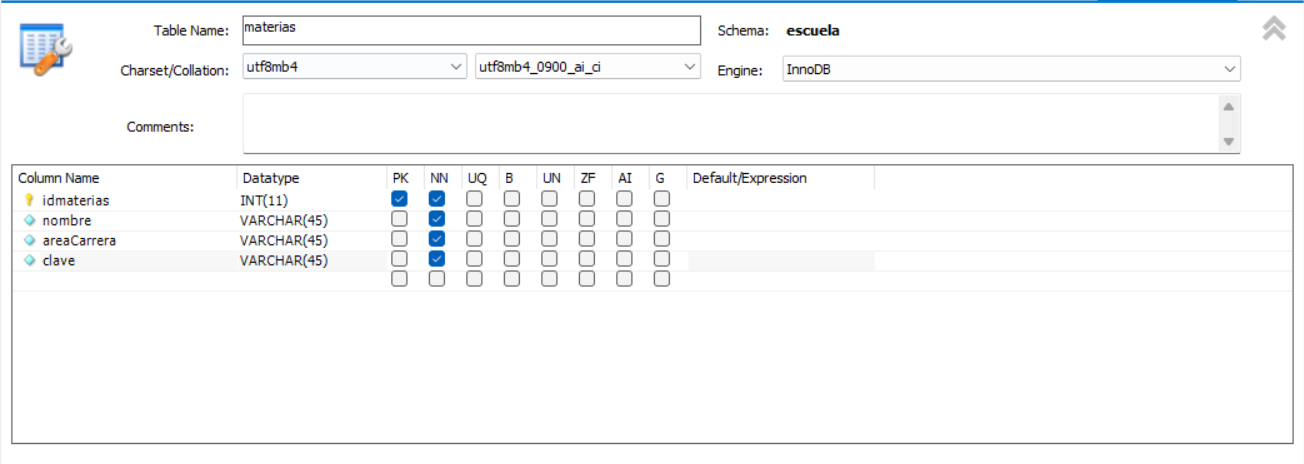 Table Name: materias Schema: escuela
Charset/Collation: utf8mb4 utf8mb4_0900_ai_ci Engine: InnoDB
Comments:
Column Name Datatype PK NN UQ B UN ZF AI G Default/Expression
idmaterias INT(11)
nombre VARCHAR(45)
areaCarrera VARCHAR(45)
clave VARCHAR(45)